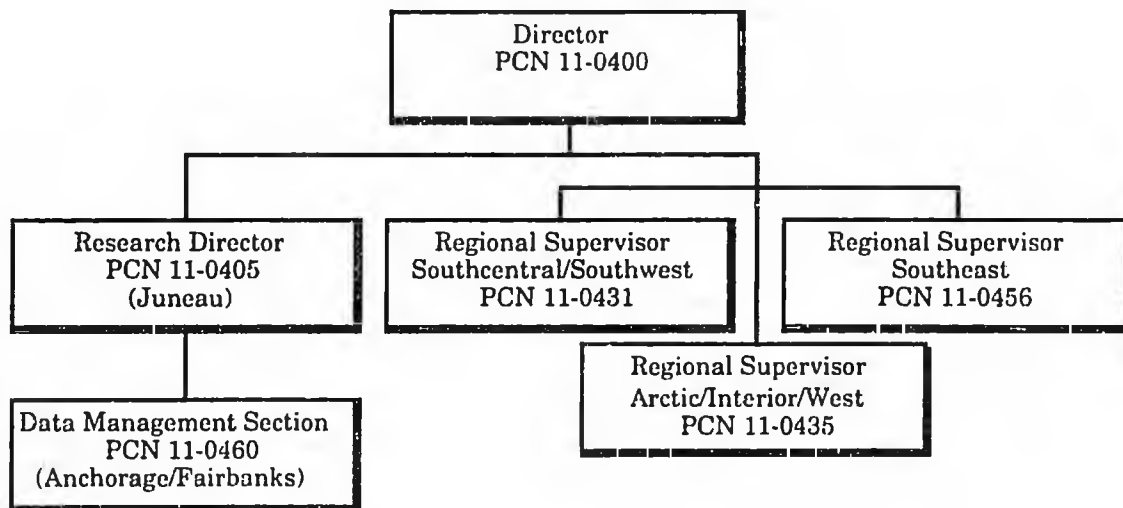 Director
PCN 11-0400
Research Director
PCN 11-0405
(Juneau)
Regional Supervisor
Southcentral/Southwest
PCN 11-0431
Regional Supervisor
Southeast
PCN 11-0456
Regional Supervisor
Arctic/Interior/West
PCN 11-0435
Data Management Section
PCN 11-0460
(Anchorage/Fairbanks)